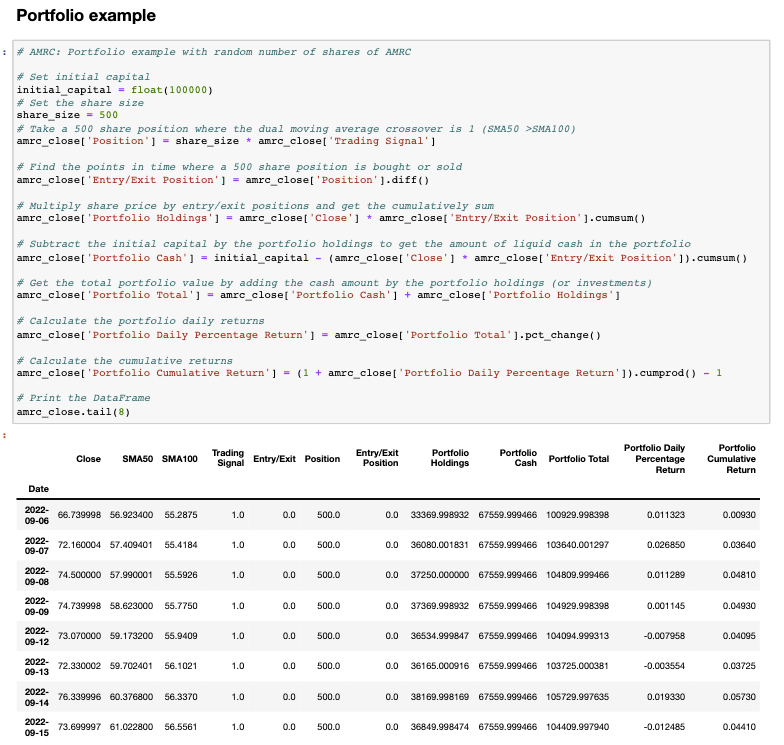 Portfolio example
:
# AMRC: Portfolio example with random number of shares of AMRC
# Set initial capital
initial_capital = float(100000)
# Set the share size
share_size = 500
# Take a 500 share position where the dual moving average crossover is 1 (SMA50 >SMA100)
amrc_close['Position'] = share_size * amrc_close['Trading Signal']
# Find the points in time where a 500 share position is bought or sold
amrc_close['Entry/Exit Position'] = amrc_close['Position'].diff()
# Multiply share price by entry/exit positions and get the cumulatively sum
amrc_close['Portfolio Holdings'] = amrc_close['Close'] * amrc_close['Entry/Exit Position'].cumsum()
# Subtract the initial capital by the portfolio holdings to get the amount of liquid cash in the portfolio
amrc_close['Portfolio Cash'] = initial_capital - (amrc_close['Close'] * amrc_close['Entry/Exit Position']).cumsum()
# Get the total portfolio value by adding the cash amount by the portfolio holdings (or investments)
amrc_close['Portfolio Total'] = amrc_close['Portfolio Cash'] + amrc_close['Portfolio Holdings']
# Calculate the portfolio daily returns
amrc_close['Portfolio Daily Percentage Return'] = amrc_close['Portfolio Total'].pct_change()
# Calculate the cumulative returns
amrc_close['Portfolio Cumulative Return'] = (1 + amrc_close['Portfolio Daily Percentage Return']).cumprod() - 1
# Print the DataFrame
amrc_close.tail(8)
:
Close SMA50 SMA100 Trading Signal Entry/Exit Position Entry/Exit Position Portfolio Holdings Portfolio Cash Portfolio Total Portfolio Daily Percentage Return Portfolio Cumulative Return
Date
2022-09-06 66.739998 56.923400 55.2875 1.0 0.0 500.0 0.0 33369.998932 67559.999466 100929.998398 0.011323 0.00930
2022-09-07 72.160004 57.409401 55.4184 1.0 0.0 500.0 0.0 36080.001831 67559.999466 103640.001297 0.026850 0.03640
2022-09-08 74.500000 57.990001 55.5926 1.0 0.0 500.0 0.0 37250.000000 67559.999466 104809.999466 0.011289 0.04810
2022-09-09 74.739998 58.623000 55.7750 1.0 0.0 500.0 0.0 37369.998932 67559.999466 104929.998398 0.001145 0.04930
2022-09-12 73.070000 59.173200 55.9409 1.0 0.0 500.0 0.0 36534.999847 67559.999466 104094.999313 -0.007958 0.04095
2022-09-13 72.330002 59.702401 56.1021 1.0 0.0 500.0 0.0 36165.000916 67559.999466 103725.000381 -0.003554 0.03725
2022-09-14 76.339996 60.376800 56.3370 1.0 0.0 500.0 0.0 38169.998169 67559.999466 105729.997635 0.019330 0.05730
2022-09-15 73.699997 61.022800 56.5561 1.0 0.0 500.0 0.0 36849.998474 67559.999466 104409.997940 -0.012485 0.04410